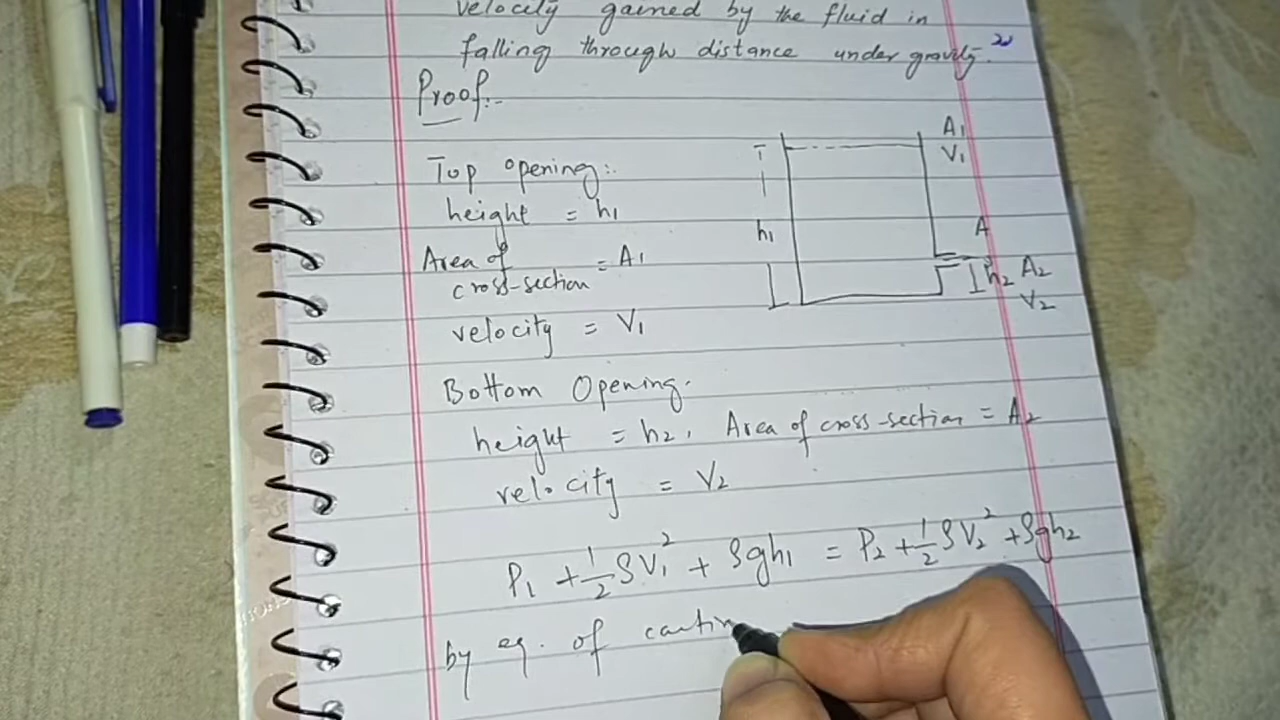 velocity gained by the fluid in
falling through distance under gravity."
Proof:-
Top opening:
height = h₁
Area of cross-section = A₁
velocity = V₁
A₁
V₁
h₁
A
h₂ A₂
V₂
Bottom Opening.
height = h₂, Area of cross-section = A₂
velocity = V₂
P₁ + 1/2 ρV₁² + ρgh₁ = P₂ + 1/2 ρV₂² + ρgh₂
by eq. of contin